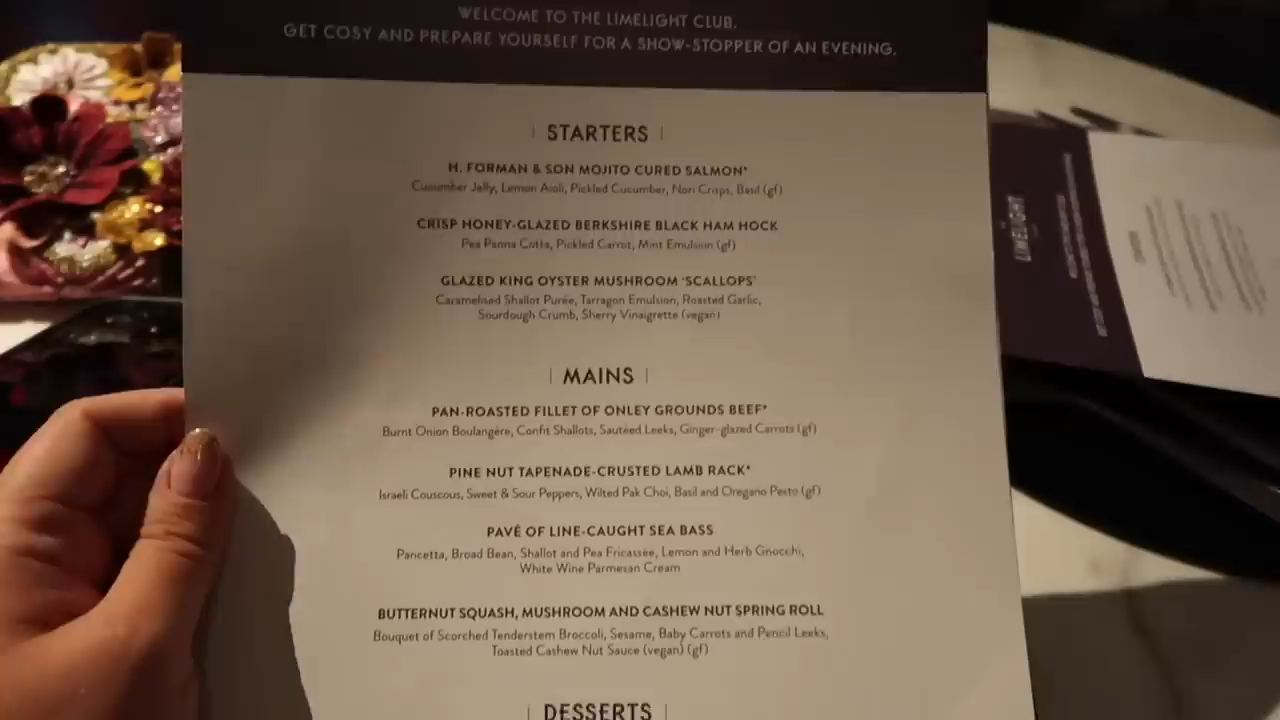 WELCOME TO THE LIMELIGHT CLUB.
GET COSY AND PREPARE YOURSELF FOR A SHOW-STOPPER OF AN EVENING.
| STARTERS |
H. FORMAN & SON MOJITO CURED SALMON*
Cucumber Jelly, Lemon Aioli, Pickled Cucumber, Nori Crisps, Basil (gf)
CRISP HONEY-GLAZED BERKSHIRE BLACK HAM HOCK
Pea Panna Cotta, Pickled Carrot, Mint Emulsion (gf)
GLAZED KING OYSTER MUSHROOM 'SCALLOPS'
Caramelised Shallot Purée, Tarragon Emulsion, Roasted Garlic,
Sourdough Crumb, Sherry Vinaigrette (vegan)
| MAINS |
PAN-ROASTED FILLET OF ONLEY GROUNDS BEEF*
Burnt Onion Boulangère, Confit Shallots, Sautéed Leeks, Ginger-glazed Carrots (gf)
PINE NUT TAPENADE-CRUSTED LAMB RACK*
Israeli Couscous, Sweet & Sour Peppers, Wilted Pak Choi, Basil and Oregano Pesto (gf)
PAVÉ OF LINE-CAUGHT SEA BASS
Pancetta, Broad Bean, Shallot and Pea Fricassée, Lemon and Herb Gnocchi,
White Wine Parmesan Cream
BUTTERNUT SQUASH, MUSHROOM AND CASHEW NUT SPRING ROLL
Bouquet of Scorched Tenderstem Broccoli, Sesame, Baby Carrots and Pencil Leeks,
Toasted Cashew Nut Sauce (vegan) (gf)
| DESSERTS |
LIMELIGHT